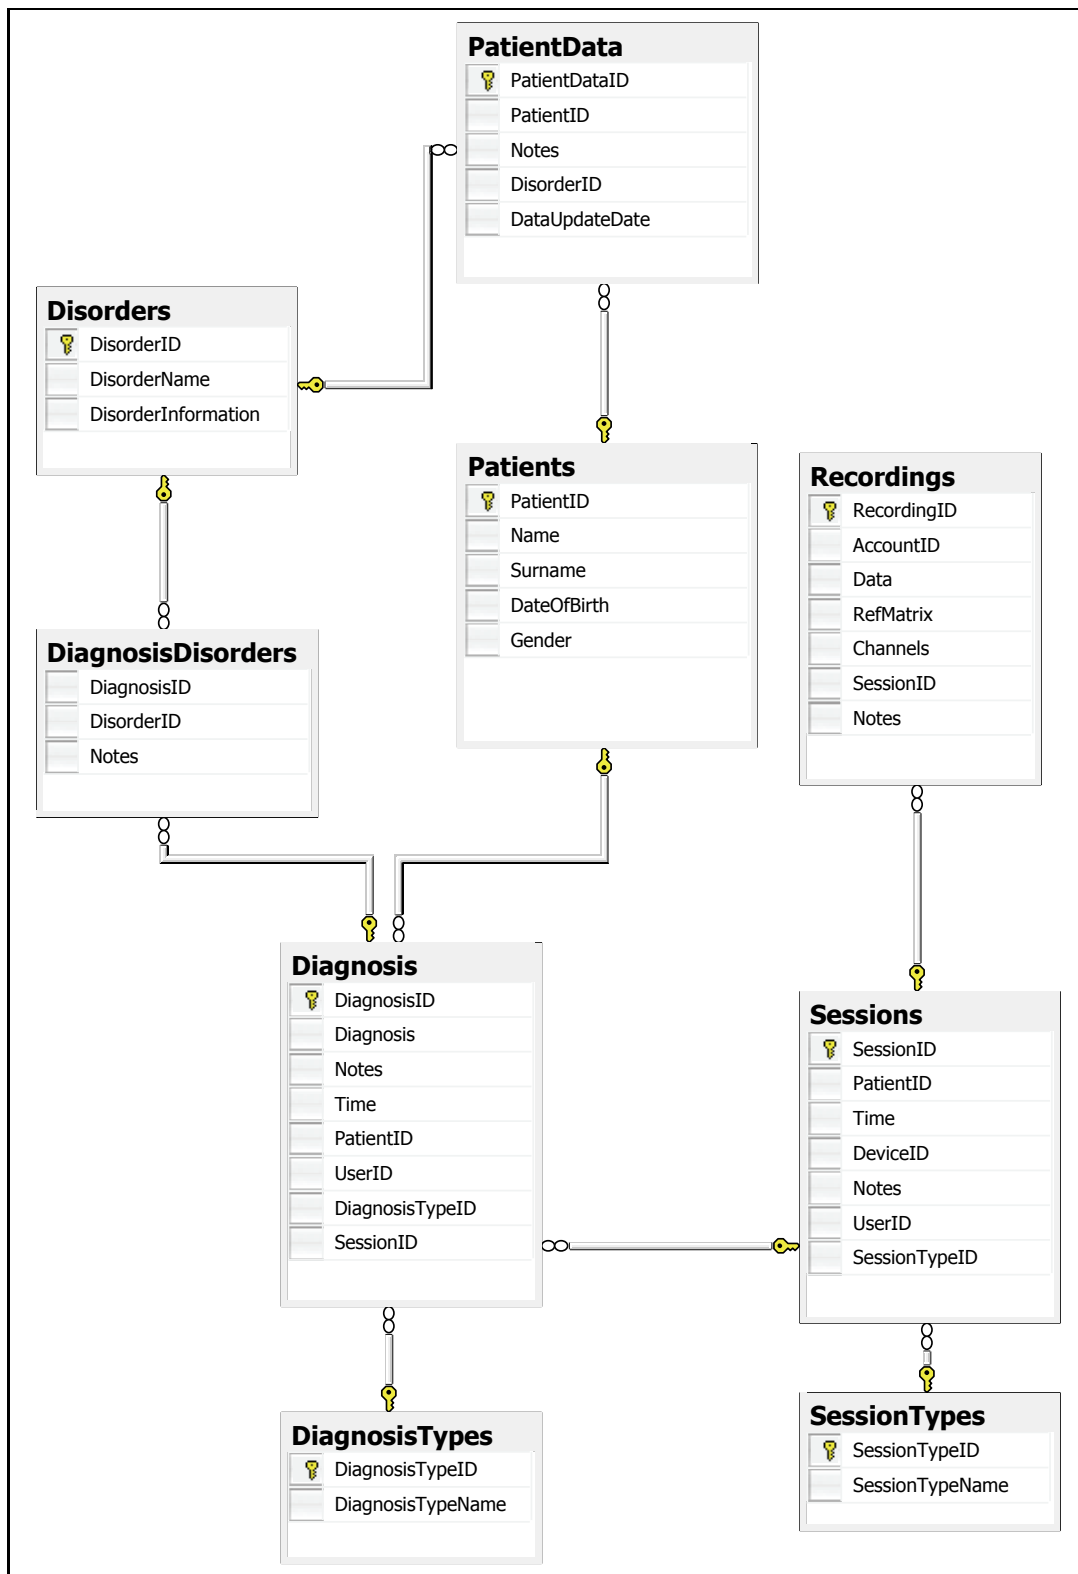 PatientData
PatientDataID
PatientID
Notes
DisorderID
DataUpdateDate
Disorders
DisorderID
DisorderName
DisorderInformation
Patients
PatientID
Name
Surname
DateOfBirth
Gender
Recordings
RecordingID
AccountID
Data
RefMatrix
Channels
SessionID
Notes
DiagnosisDisorders
DiagnosisID
DisorderID
Notes
Diagnosis
DiagnosisID
Diagnosis
Notes
Time
PatientID
UserID
DiagnosisTypeID
SessionID
Sessions
SessionID
PatientID
Time
DeviceID
Notes
UserID
SessionTypeID
DiagnosisTypes
DiagnosisTypeID
DiagnosisTypeName
SessionTypes
SessionTypeID
SessionTypeName